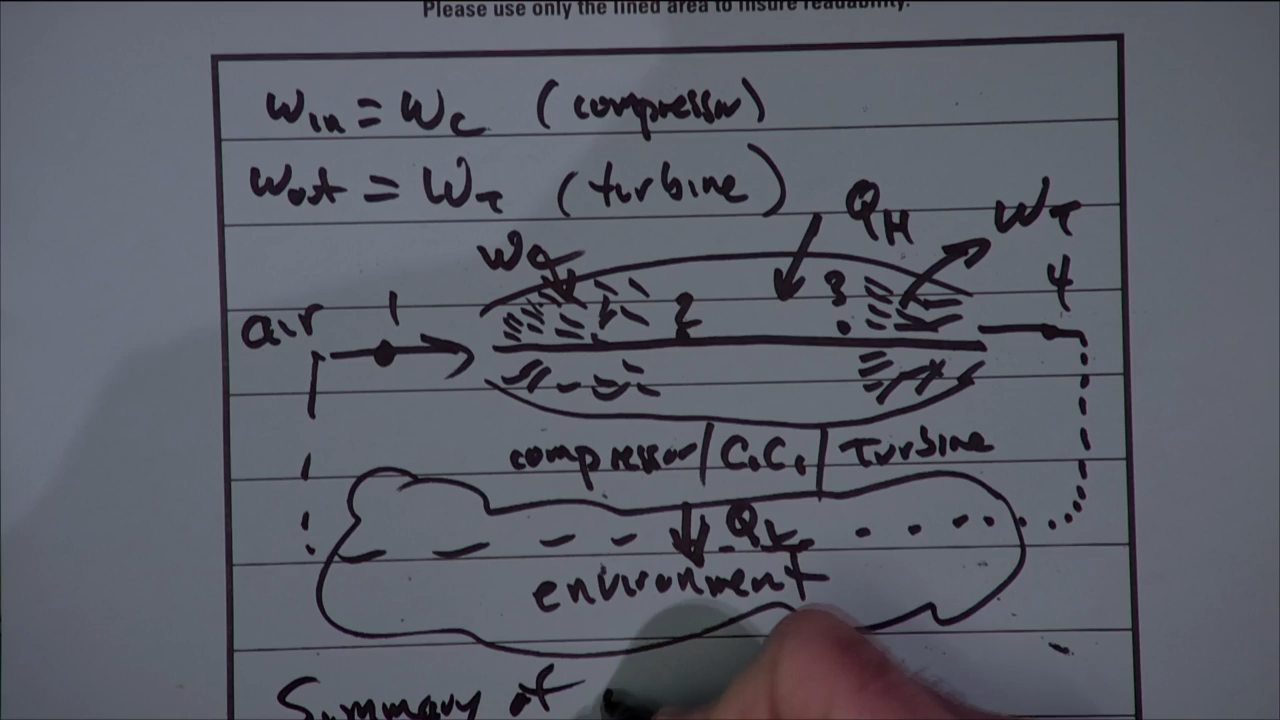 Please use only the lined area to insure readability.
Win = Wc (compressor)
Wout = WT (turbine)
QH
WT
Wc
4
1
3
2
air
compressor / C.C. / Turbine
QL
environment
Summary of